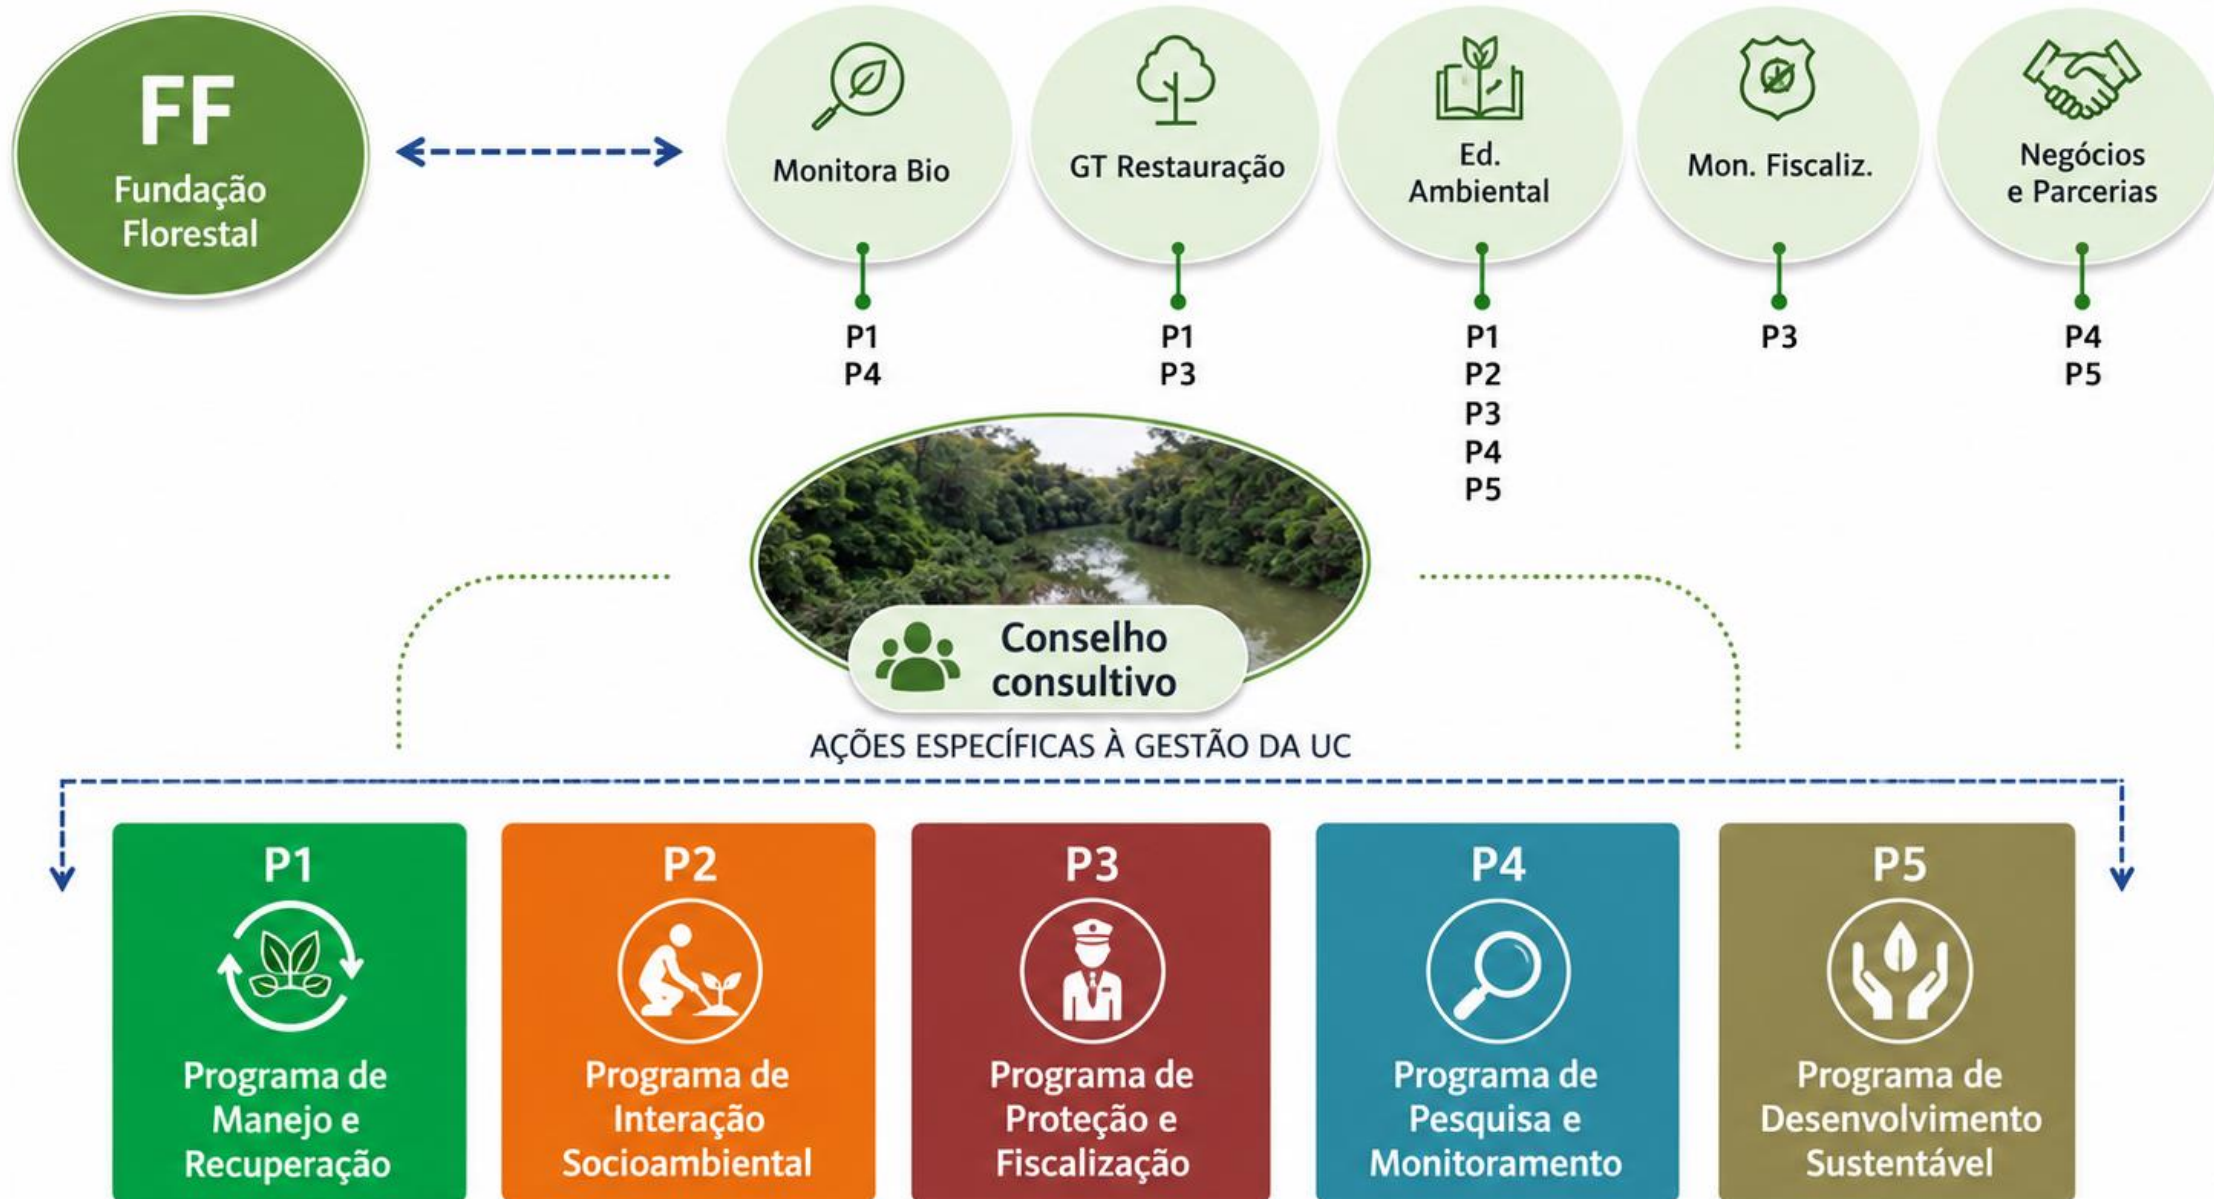 FF
Fundação
Florestal
Monitora Bio
GT Restauração
Ed.
Ambiental
Mon. Fiscaliz.
Negócios
e Parcerias
P1
P4
P1
P3
P1
P2
P3
P4
P5
P3
P4
P5
Conselho
consultivo
AÇÕES ESPECÍFICAS À GESTÃO DA UC
P1
Programa de
Manejo e
Recuperação
P2
Programa de
Interação
Socioambiental
P3
Programa de
Proteção e
Fiscalização
P4
Programa de
Pesquisa e
Monitoramento
P5
Programa de
Desenvolvimento
Sustentável